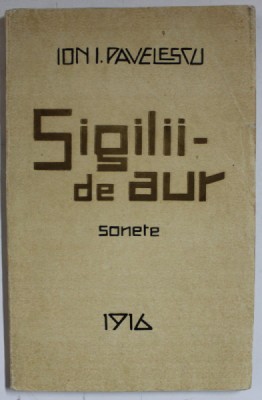 ION I. PAVELESCU
Sigilii-
de aur
sonete
1916